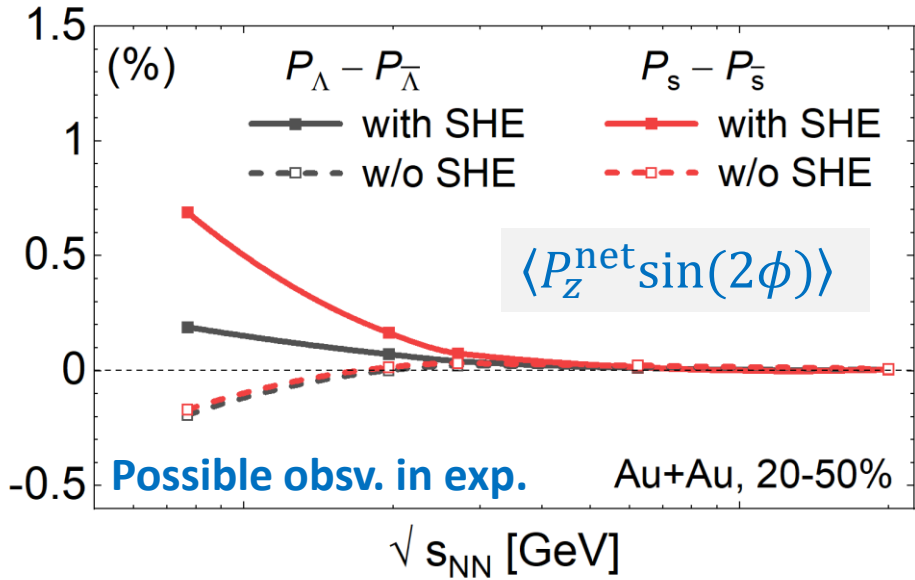 1.5
(%)
P_Λ − P_Λ̅
P_s − P_s̅
with SHE
with SHE
w/o SHE
w/o SHE
1
0.5
⟨P_z^net sin(2ϕ)⟩
0
-0.5
Possible obsv. in exp.
Au+Au, 20-50%
√ s_NN [GeV]